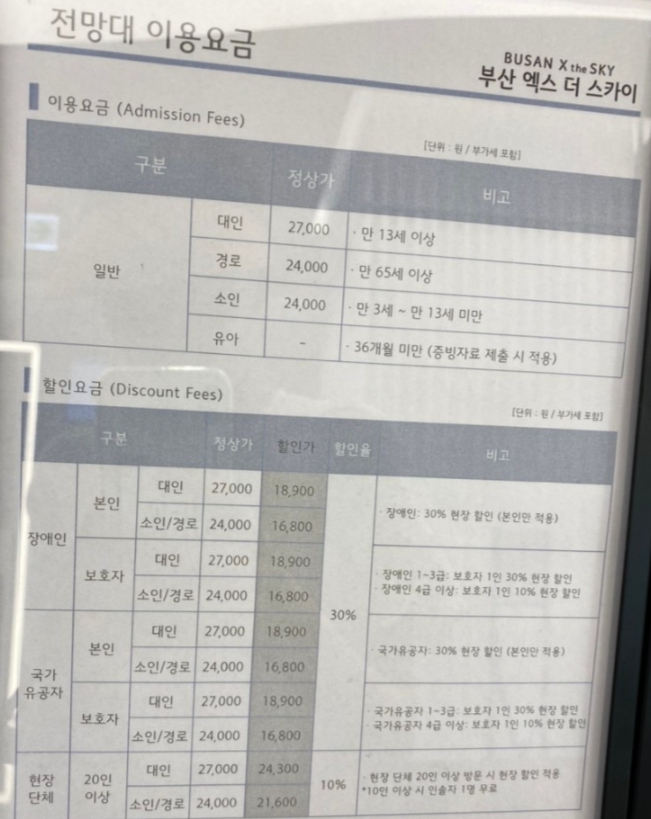 전망대 이용요금
BUSAN X the SKY
부산 엑스 더 스카이
이용요금 (Admission Fees)
[단위 : 원 / 부가세 포함]
구분 정상가 비고
일반 대인 27,000 · 만 13세 이상
경로 24,000 · 만 65세 이상
소인 24,000 · 만 3세 ~ 만 13세 미만
유아 - · 36개월 미만 (증빙자료 제출 시 적용)
할인요금 (Discount Fees)
[단위 : 원 / 부가세 포함]
구분 정상가 할인가 할인율 비고
장애인 본인 대인 27,000 18,900 30% · 장애인: 30% 현장 할인 (본인만 적용)
소인/경로 24,000 16,800
보호자 대인 27,000 18,900 · 장애인 1~3급: 보호자 1인 30% 현장 할인
소인/경로 24,000 16,800 · 장애인 4급 이상: 보호자 1인 10% 현장 할인
국가 유공자 본인 대인 27,000 18,900 · 국가유공자: 30% 현장 할인 (본인만 적용)
소인/경로 24,000 16,800
보호자 대인 27,000 18,900 · 국가유공자 1~3급: 보호자 1인 30% 현장 할인
소인/경로 24,000 16,800 · 국가유공자 4급 이상: 보호자 1인 10% 현장 할인
현장 단체 20인 이상 대인 27,000 24,300 10% · 현장 단체 20인 이상 방문 시 현장 할인 적용
소인/경로 24,000 21,600 *10인 이상 시 인솔자 1명 무료